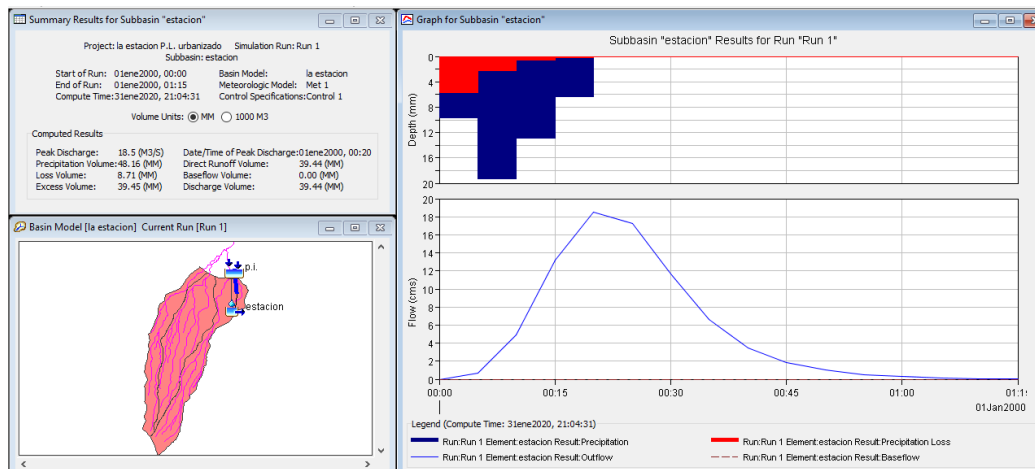 Summary Results for Subbasin "estacion"
Project: la estacion P.L. urbanizado Simulation Run: Run 1
Subbasin: estacion
Start of Run: 01ene2000, 00:00 Basin Model: la estacion
End of Run: 01ene2000, 01:15 Meteorologic Model: Met 1
Compute Time:31ene2020, 21:04:31 Control Specifications:Control 1
Volume Units: MM 1000 M3
Computed Results
Peak Discharge: 18.5 (M3/S) Date/Time of Peak Discharge:01ene2000, 00:20
Precipitation Volume:48.16 (MM) Direct Runoff Volume: 39.44 (MM)
Loss Volume: 8.71 (MM) Baseflow Volume: 0.00 (MM)
Excess Volume: 39.45 (MM) Discharge Volume: 39.44 (MM)
Basin Model [la estacion] Current Run [Run 1]
p.i.
estacion
Graph for Subbasin "estacion"
Subbasin "estacion" Results for Run "Run 1"
Depth (mm)
0
4
8
12
16
20
Flow (cms)
20
18
16
14
12
10
8
6
4
2
0
00:00 00:15 00:30 00:45 01:00 01:1
01Jan2000
Legend (Compute Time: 31ene2020, 21:04:31)
Run:Run 1 Element:estacion Result:Precipitation
Run:Run 1 Element:estacion Result:Precipitation Loss
Run:Run 1 Element:estacion Result:Outflow
Run:Run 1 Element:estacion Result:Baseflow